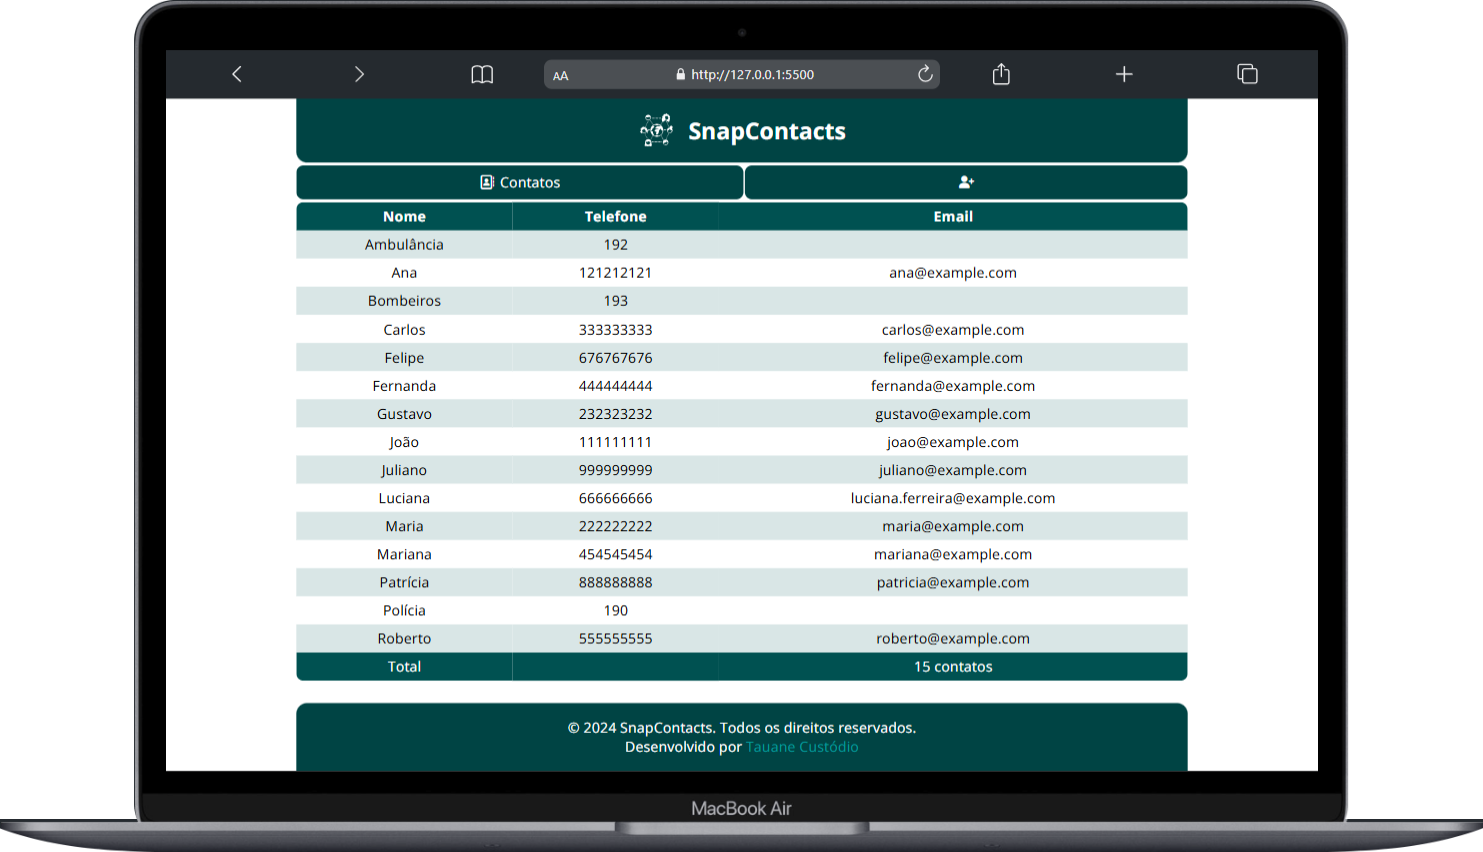 AA http://127.0.0.1:5500
SnapContacts
Contatos
Nome Telefone Email
Ambulância 192
Ana 121212121 ana@example.com
Bombeiros 193
Carlos 333333333 carlos@example.com
Felipe 676767676 felipe@example.com
Fernanda 444444444 fernanda@example.com
Gustavo 232323232 gustavo@example.com
João 111111111 joao@example.com
Juliano 999999999 juliano@example.com
Luciana 666666666 luciana.ferreira@example.com
Maria 222222222 maria@example.com
Mariana 454545454 mariana@example.com
Patrícia 888888888 patricia@example.com
Polícia 190
Roberto 555555555 roberto@example.com
Total 15 contatos
© 2024 SnapContacts. Todos os direitos reservados.
Desenvolvido por Tauane Custódio
MacBook Air